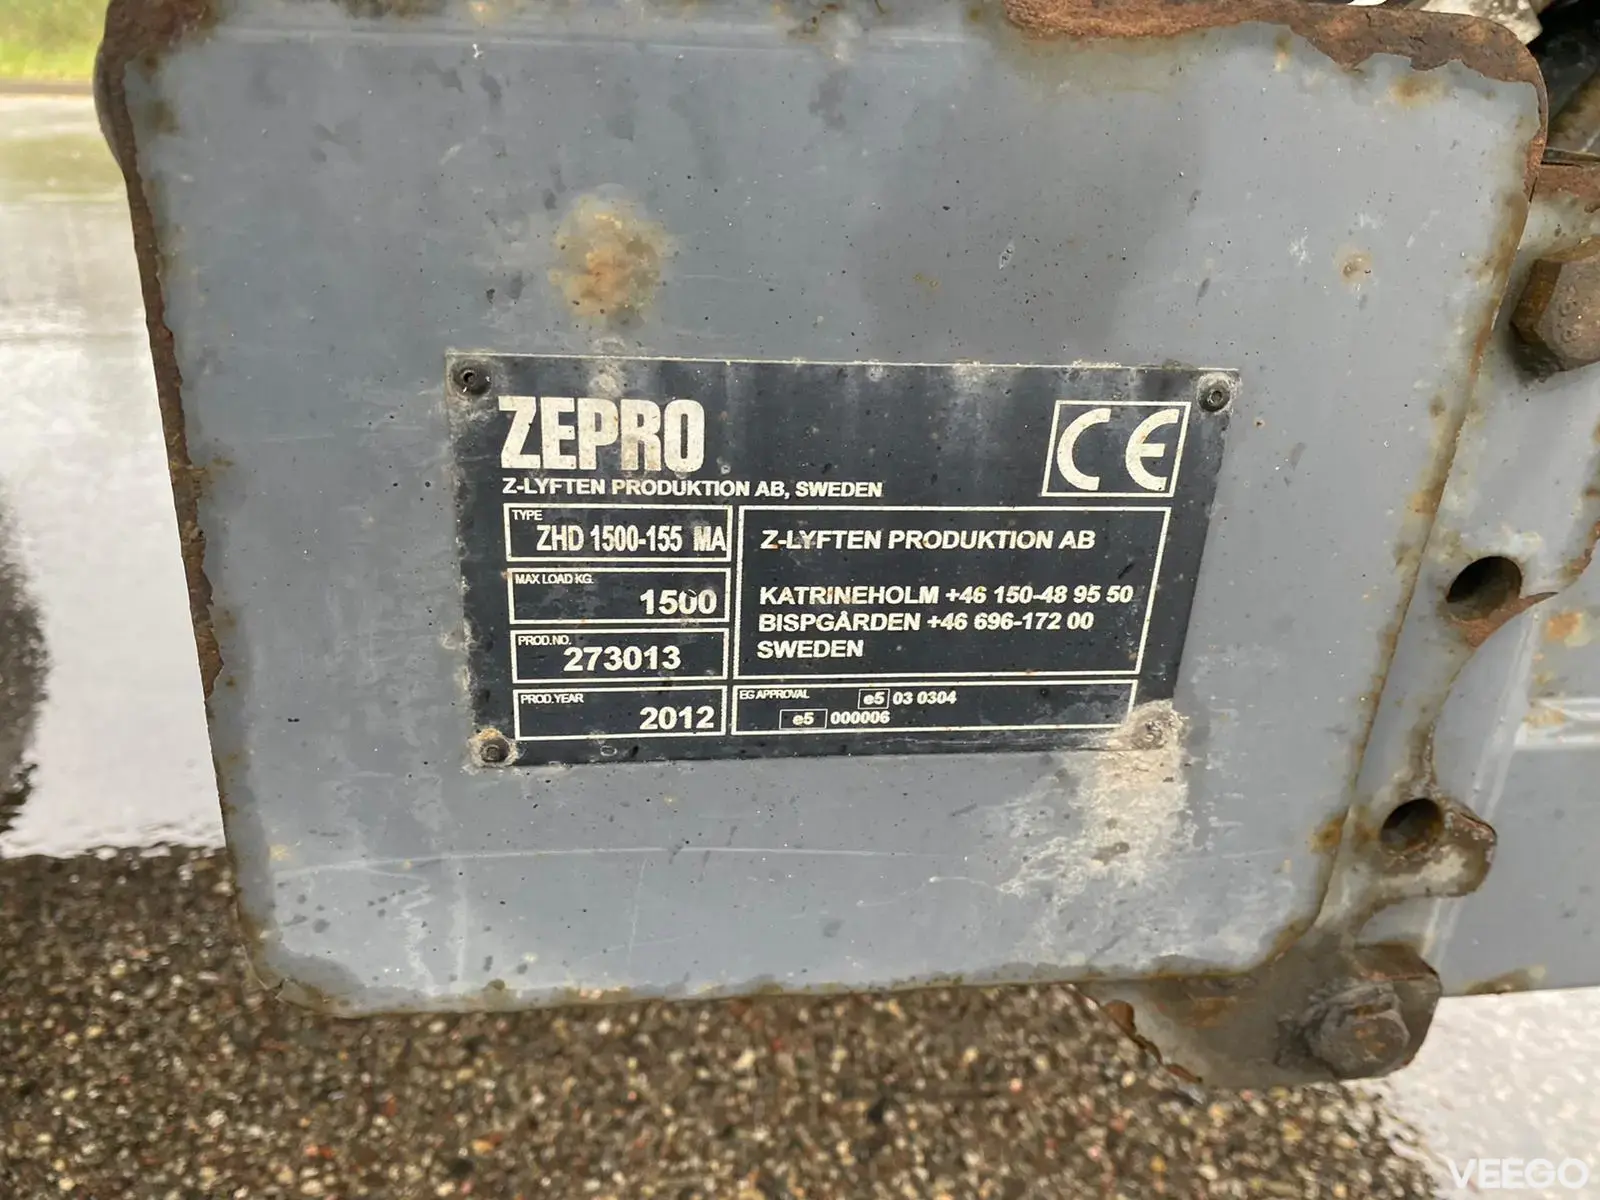 ZEPRO
CE
Z-LYFTEN PRODUKTION AB, SWEDEN
TYPE
ZHD 1500-155 MA
MAX LOAD KG.
1500
PROD.NO.
273013
PROD.YEAR
2012
Z-LYFTEN PRODUKTION AB
KATRINEHOLM +46 150-48 95 50
BISPGÅRDEN +46 696-172 00
SWEDEN
EG APPROVAL
e5 03 0304
e5 000006
VEEGO